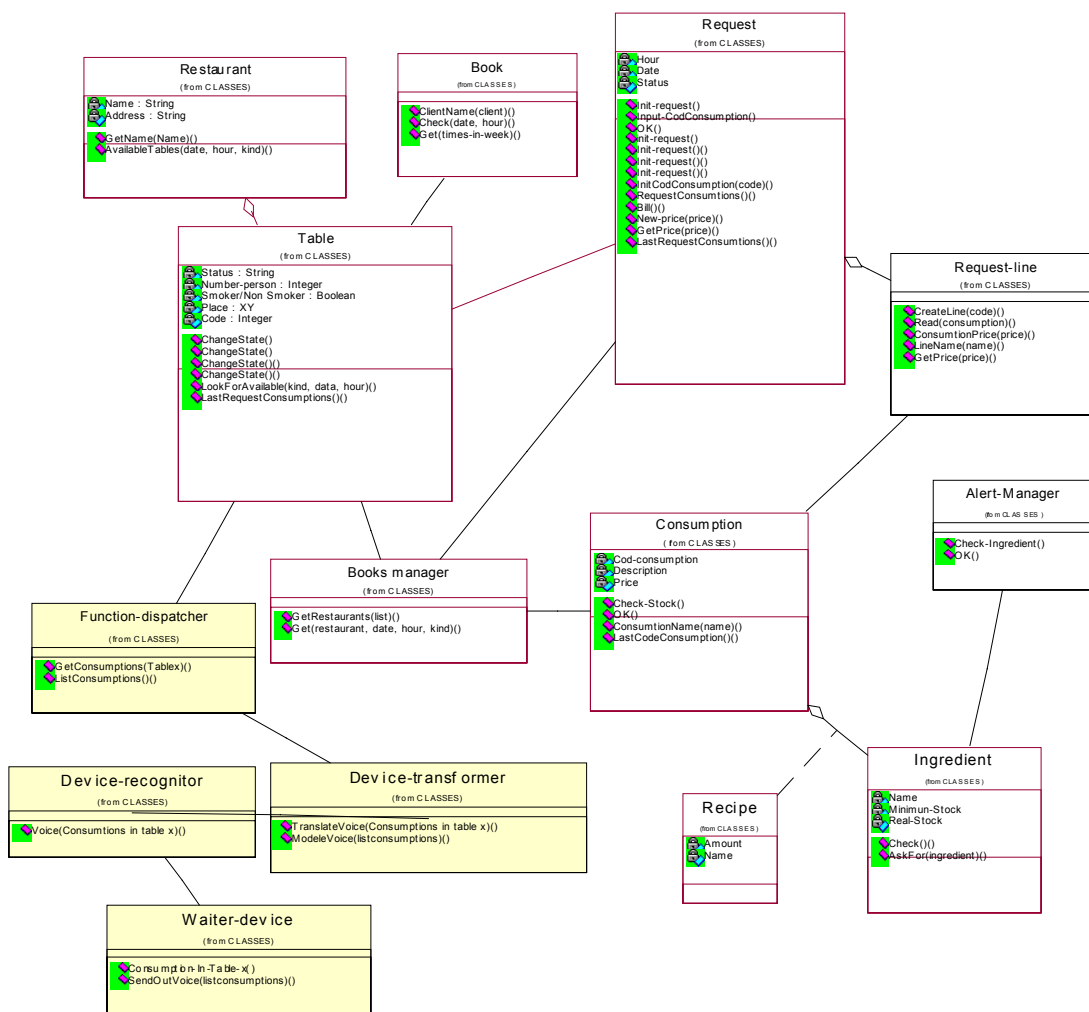 Request
(from CLASSES)
Hour
Date
Status
Init-request()
Input-CodConsumption()
OK()
Init-request()
Init-request()()
Init-request()()
Init-request()()
InitCodConsumption(code)()
RequestConsumtions()()
Bill()()
New-price(price)()
GetPrice(price)()
LastRequestConsumtions()()
Restaurant
(from CLASSES)
Name : String
Address : String
GetName(Name)()
AvailableTables(date, hour, kind)()
Book
(from CLASSES)
ClientName(client)()
Check(date, hour)()
Get(times-in-week)()
Table
(from CLASSES)
Status : String
Number-person : Integer
Smoker/Non Smoker : Boolean
Place : XY
Code : Integer
ChangeState()
ChangeState()
ChangeState()()
ChangeState()()
LookForAvailable(kind, data, hour)()
LastRequestConsumptions()()
Request-line
(from CLASSES)
CreateLine(code)()
Read(consumption)()
ConsumtionPrice(price)()
LineName(name)()
GetPrice(price)()
Alert-Manager
(from CLASSES)
Check-Ingredient()
OK()
Consumption
(from CLASSES)
Cod-consumption
Description
Price
Check-Stock()
OK()
ConsumtionName(name)()
LastCodeConsumption()()
Books manager
(from CLASSES)
GetRestaurants(list)()
Get(restaurant, date, hour, kind)()
Function-dispatcher
(from CLASSES)
GetConsumptions(Tablex)()
ListConsumptions()()
Device-recognitor
(from CLASSES)
Voice(Consumtions in table x)()
Device-transformer
(from CLASSES)
TranslateVoice(Consumptions in table x)()
ModeleVoice(listconsumptions)()
Ingredient
(from CLASSES)
Name
Minimun-Stock
Real-Stock
Check()()
AskFor(ingredient)()
Recipe
(from CLASSES)
Amount
Name
Waiter-device
(from CLASSES)
Consumption-In-Table-x()
SendOutVoice(listconsumptions)()